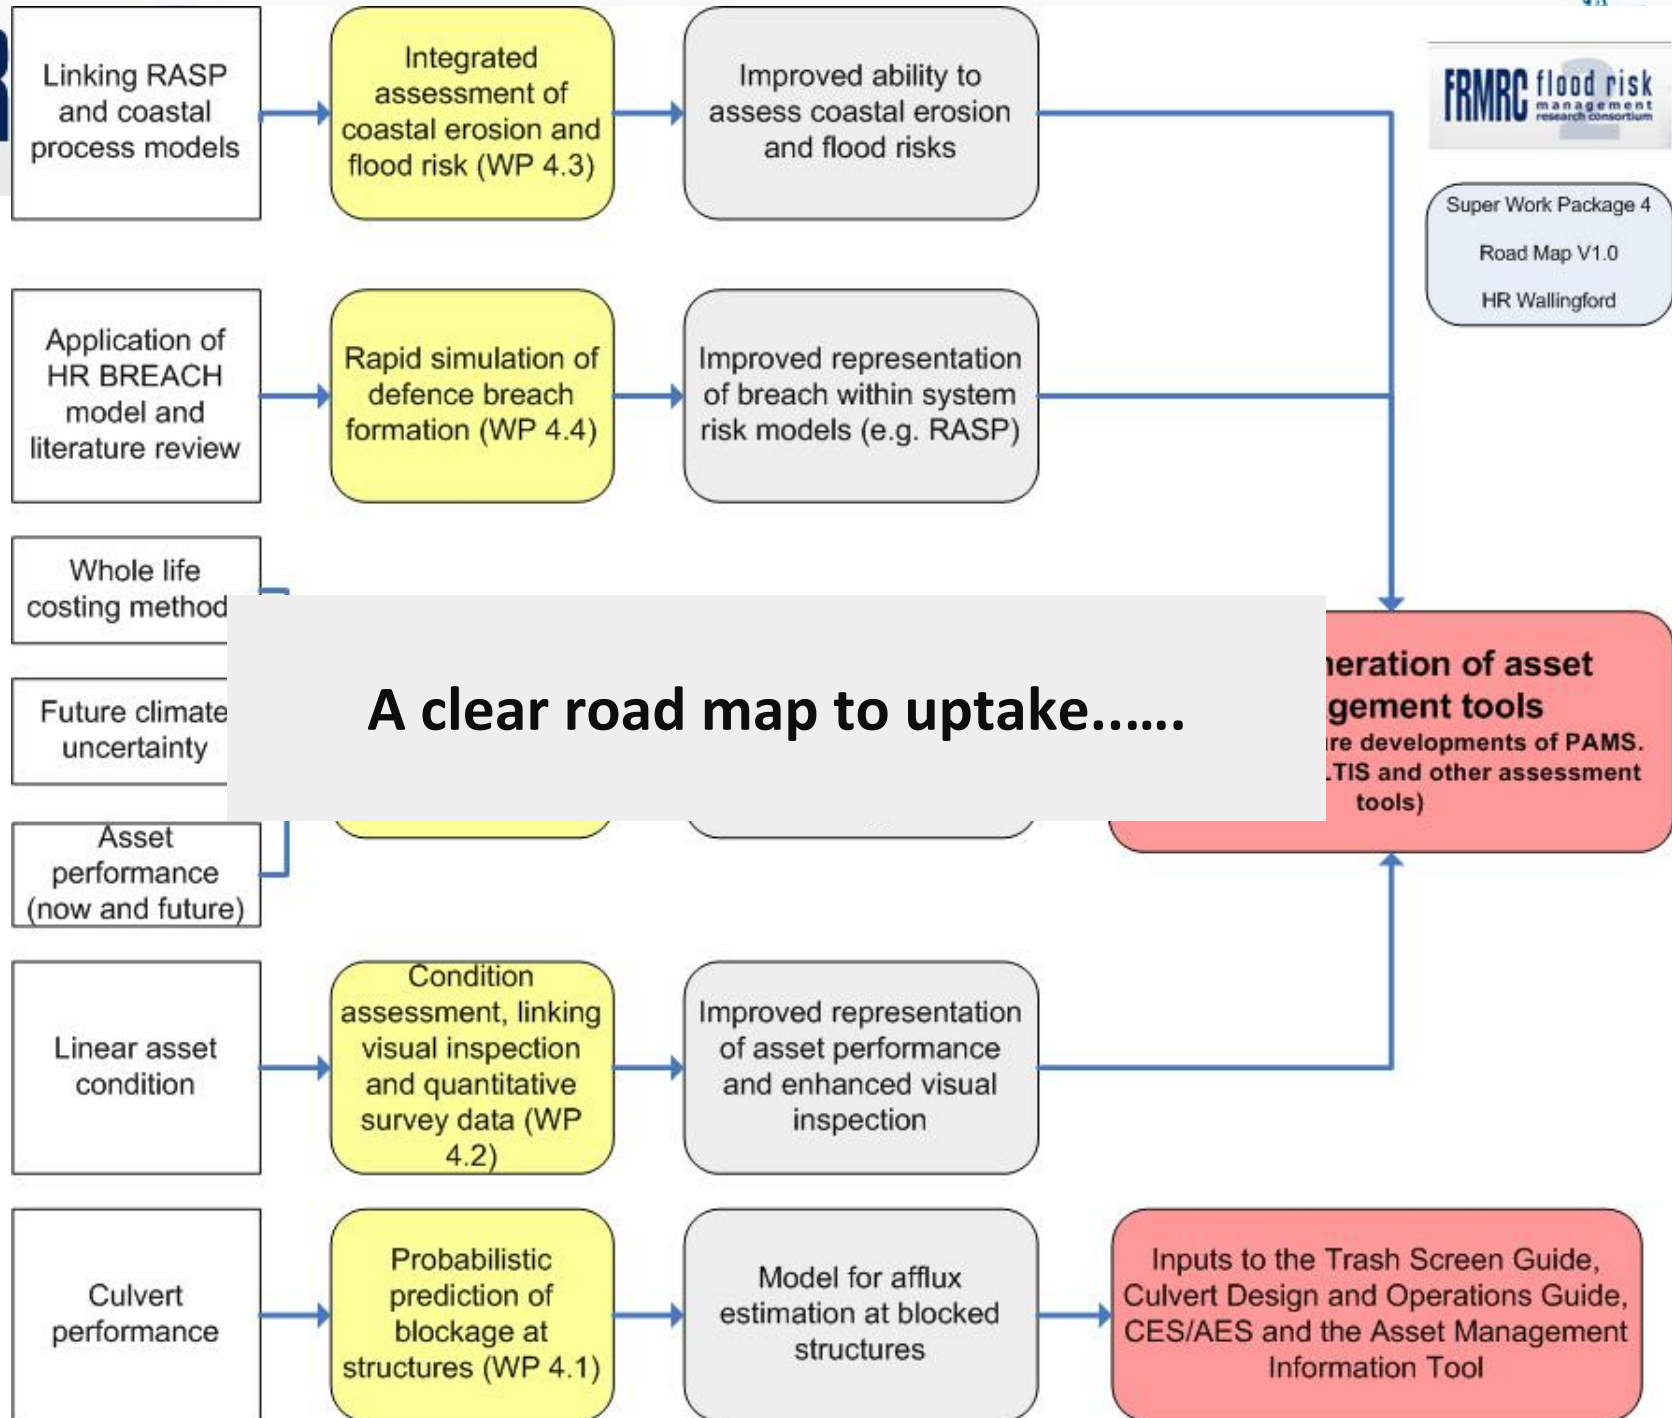 Linking RASP
and coastal
process models
Integrated
assessment of
coastal erosion and
flood risk (WP 4.3)
Improved ability to
assess coastal erosion
and flood risks
FRMRC flood risk
management
research consortium
2
Super Work Package 4
Road Map V1.0
HR Wallingford
Application of
HR BREACH
model and
literature review
Rapid simulation of
defence breach
formation (WP 4.4)
Improved representation
of breach within system
risk models (e.g. RASP)
Whole life
costing method
Future climate
uncertainty
Asset
performance
(now and future)
A clear road map to uptake......
neration of asset
gement tools
re developments of PAMS.
LTIS and other assessment
tools)
Linear asset
condition
Condition
assessment, linking
visual inspection
and quantitative
survey data (WP
4.2)
Improved representation
of asset performance
and enhanced visual
inspection
Culvert
performance
Probabilistic
prediction of
blockage at
structures (WP 4.1)
Model for afflux
estimation at blocked
structures
Inputs to the Trash Screen Guide,
Culvert Design and Operations Guide,
CES/AES and the Asset Management
Information Tool